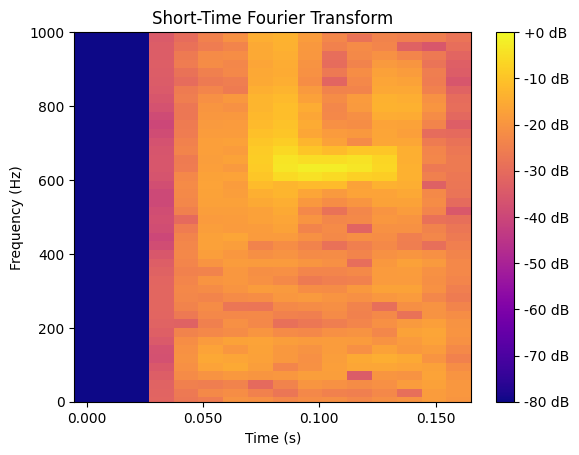 Short-Time Fourier Transform
1000
800
600
400
200
0
Frequency (Hz)
0.000
0.050
0.100
0.150
Time (s)
+0 dB
-10 dB
-20 dB
-30 dB
-40 dB
-50 dB
-60 dB
-70 dB
-80 dB